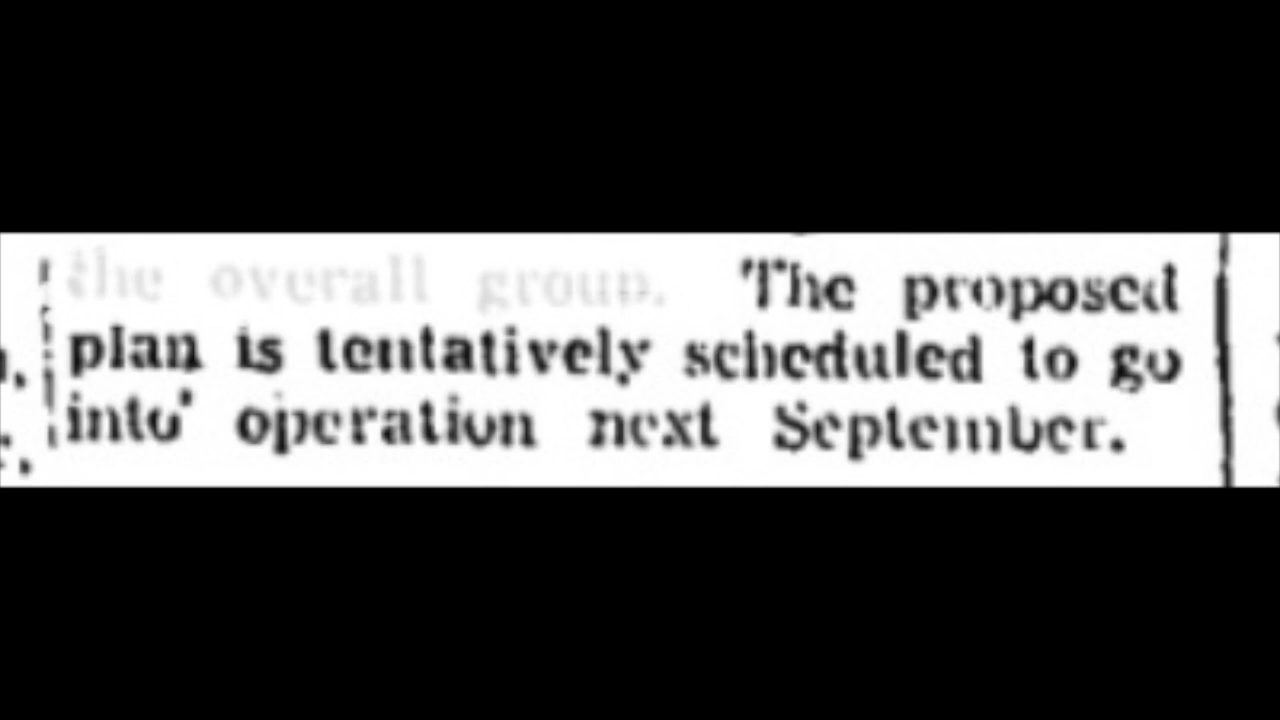 the overall group. The proposed
plan is tentatively scheduled to go
into operation next September.